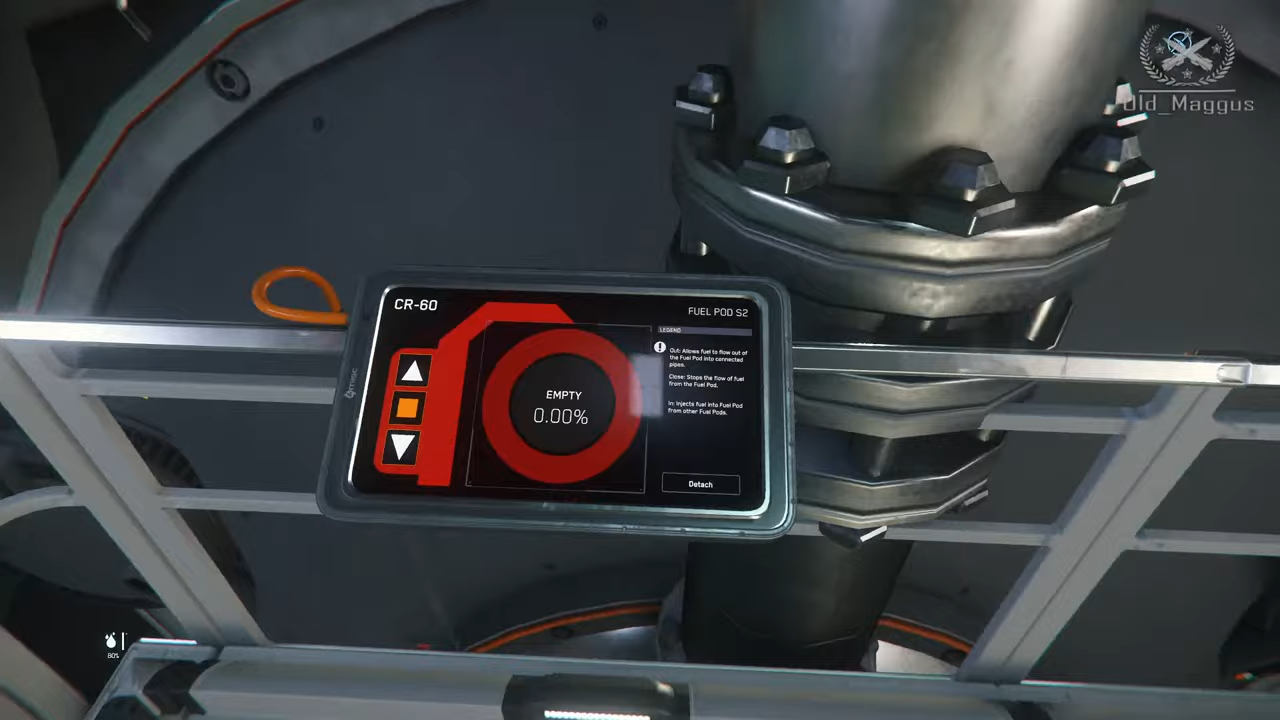 Old_Maggus
CR-60
FUEL POD S2
LEGEND
Out: Allows fuel to flow out of
the Fuel Pod into connected
pipes.
Close: Stops the flow of fuel
from the Fuel Pod.
In: Injects fuel into Fuel Pod
from other Fuel Pods.
EMPTY
0.00%
Detach
MISC
80%